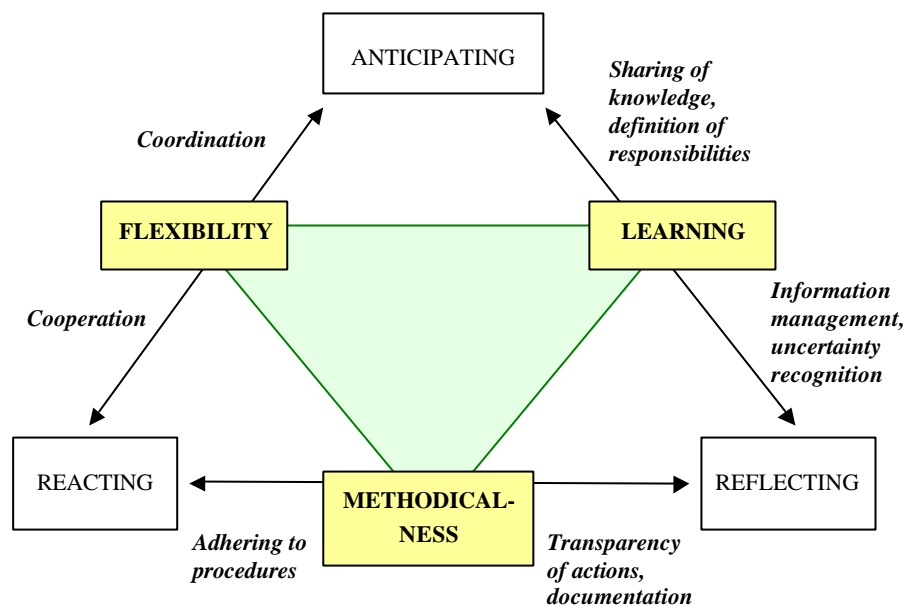 ANTICIPATING
Sharing of
knowledge,
definition of
responsibilities
Coordination
FLEXIBILITY
LEARNING
Cooperation
Information
management,
uncertainty
recognition
REACTING
METHODICAL-
NESS
REFLECTING
Adhering to
procedures
Transparency
of actions,
documentation